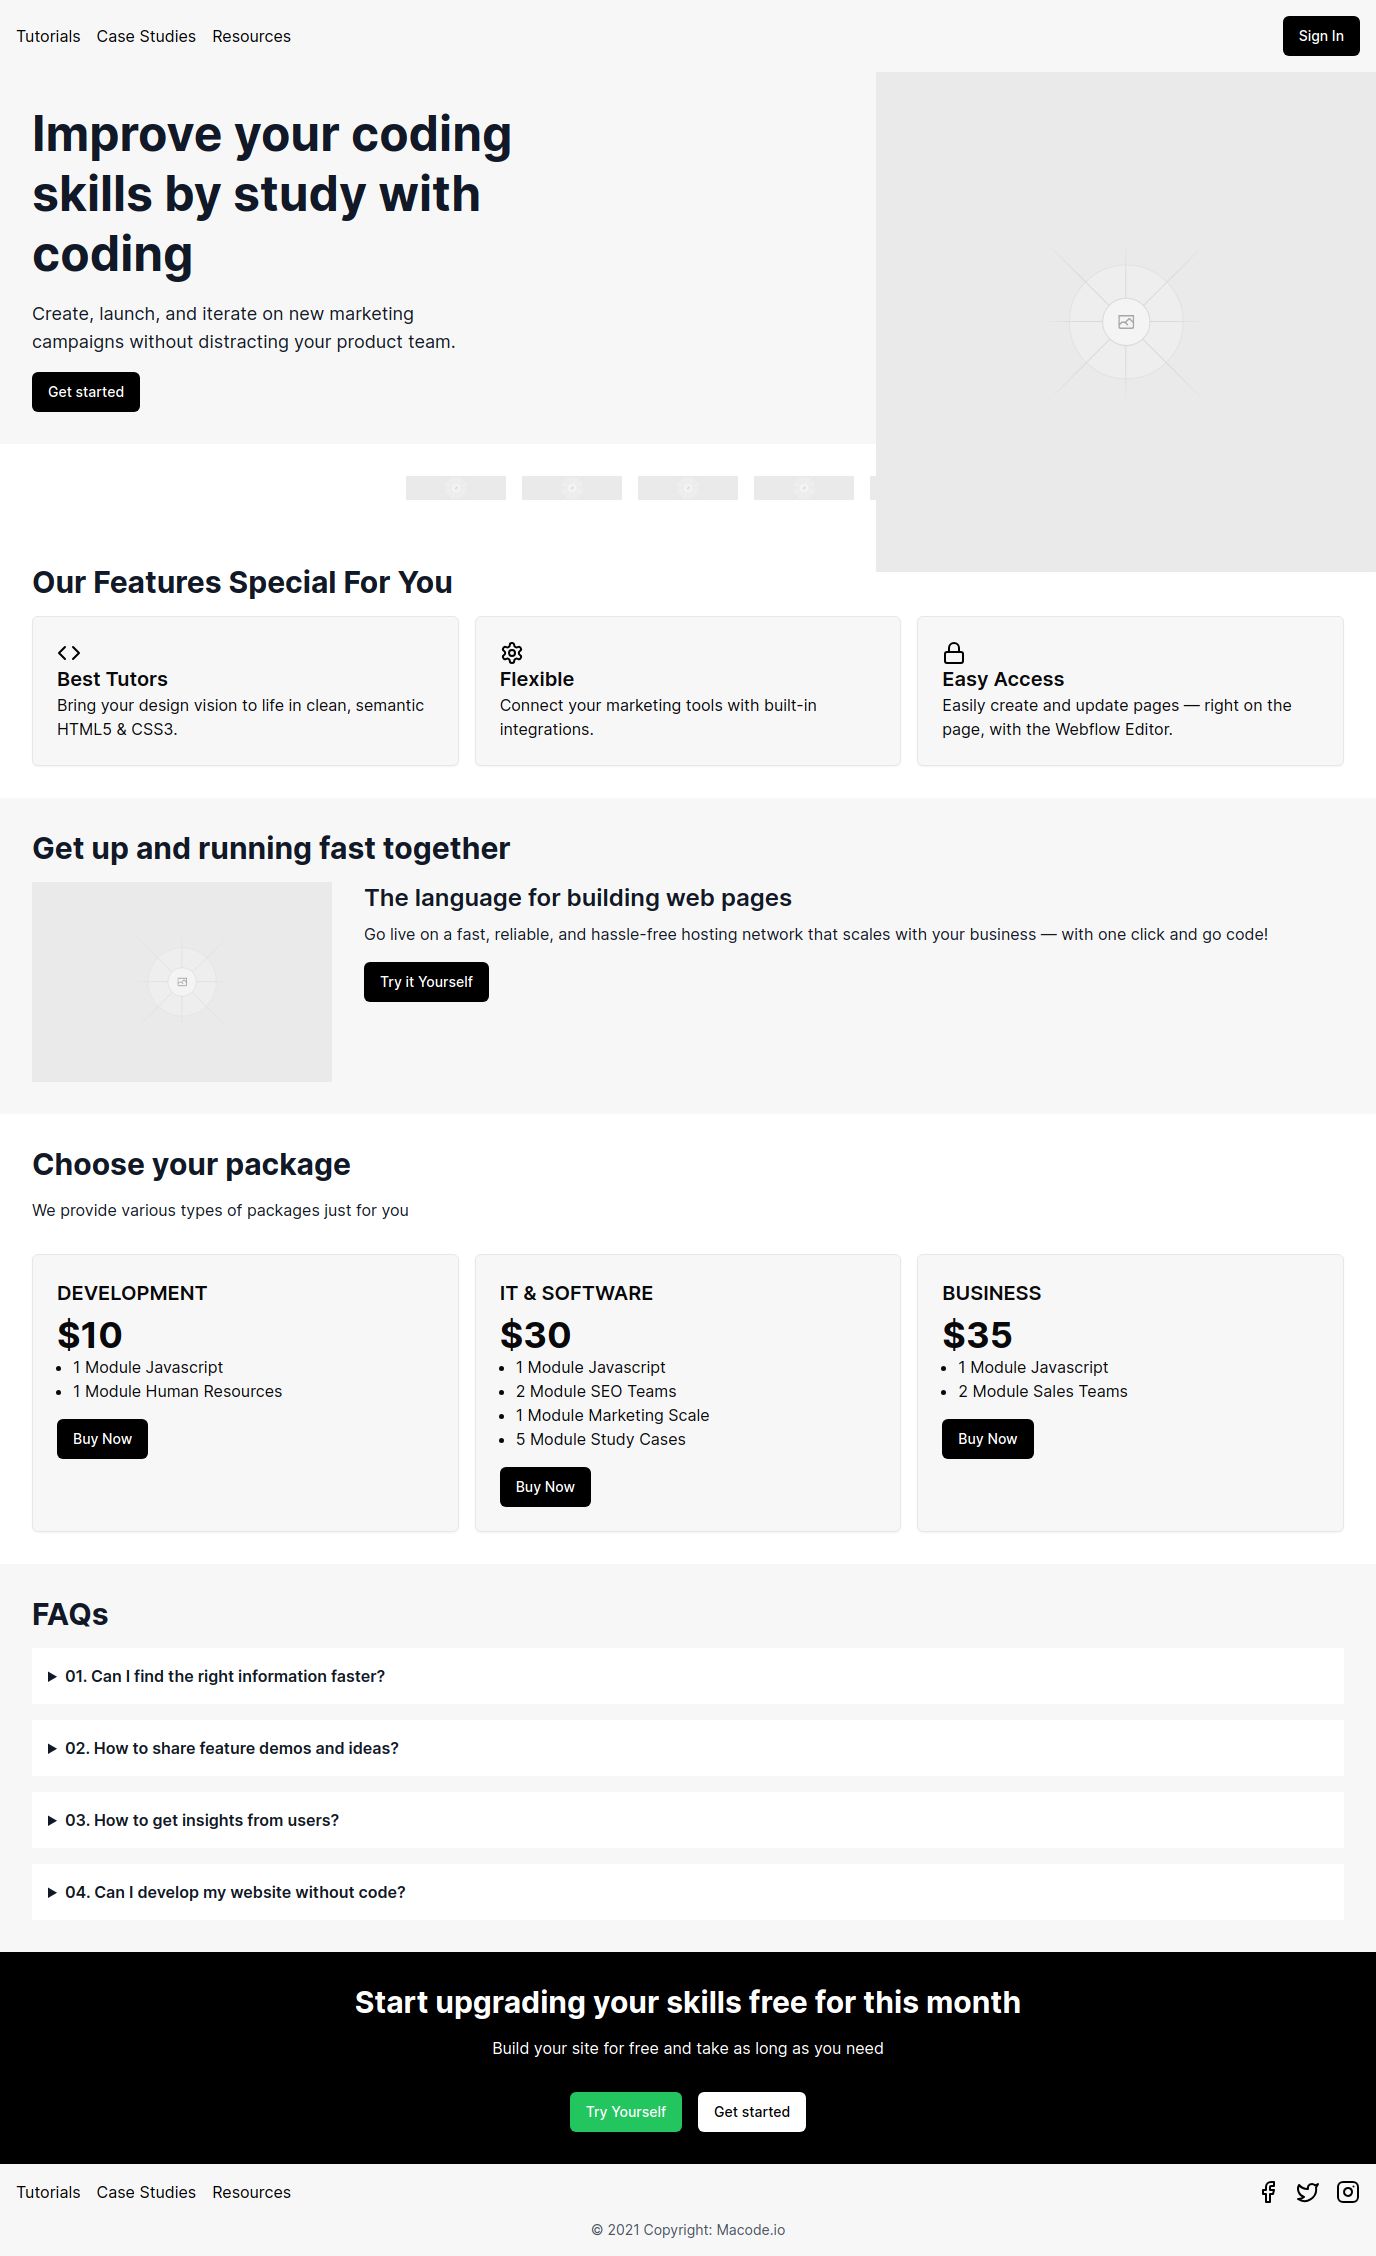 Tutorials Case Studies Resources
Sign In
Improve your coding
skills by study with
coding
Create, launch, and iterate on new marketing
campaigns without distracting your product team.
Get started
Our Features Special For You
Best Tutors
Bring your design vision to life in clean, semantic
HTML5 & CSS3.
Flexible
Connect your marketing tools with built-in
integrations.
Easy Access
Easily create and update pages — right on the
page, with the Webflow Editor.
Get up and running fast together
The language for building web pages
Go live on a fast, reliable, and hassle-free hosting network that scales with your business — with one click and go code!
Try it Yourself
Choose your package
We provide various types of packages just for you
DEVELOPMENT
$10
• 1 Module Javascript
• 1 Module Human Resources
Buy Now
IT & SOFTWARE
$30
• 1 Module Javascript
• 2 Module SEO Teams
• 1 Module Marketing Scale
• 5 Module Study Cases
Buy Now
BUSINESS
$35
• 1 Module Javascript
• 2 Module Sales Teams
Buy Now
FAQs
01. Can I find the right information faster?
02. How to share feature demos and ideas?
03. How to get insights from users?
04. Can I develop my website without code?
Start upgrading your skills free for this month
Build your site for free and take as long as you need
Try Yourself
Get started
Tutorials Case Studies Resources
© 2021 Copyright: Macode.io